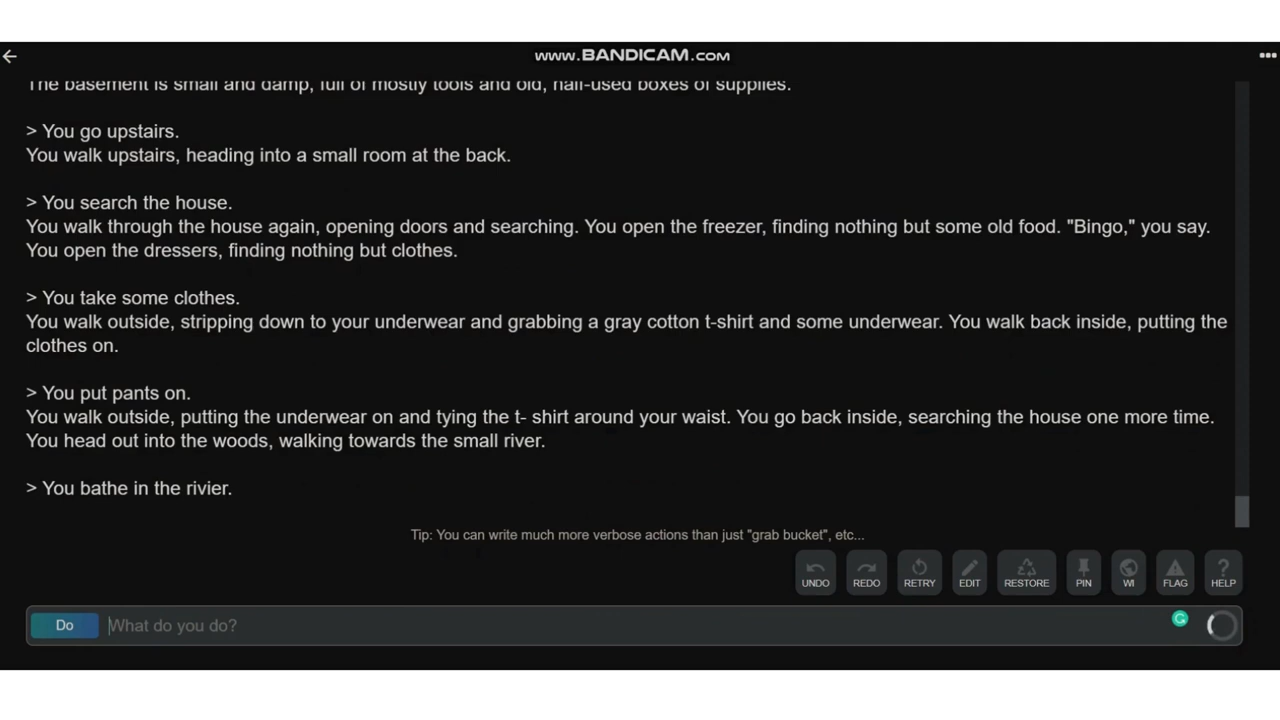 www.BANDICAM.com
The basement is small and damp, full of mostly tools and old, half-used boxes of supplies.
> You go upstairs.
You walk upstairs, heading into a small room at the back.
> You search the house.
You walk through the house again, opening doors and searching. You open the freezer, finding nothing but some old food. "Bingo," you say.
You open the dressers, finding nothing but clothes.
> You take some clothes.
You walk outside, stripping down to your underwear and grabbing a gray cotton t-shirt and some underwear. You walk back inside, putting the
clothes on.
> You put pants on.
You walk outside, putting the underwear on and tying the t- shirt around your waist. You go back inside, searching the house one more time.
You head out into the woods, walking towards the small river.
> You bathe in the rivier.
Tip: You can write much more verbose actions than just "grab bucket", etc...
UNDO REDO RETRY EDIT RESTORE PIN WI FLAG HELP
Do What do you do?